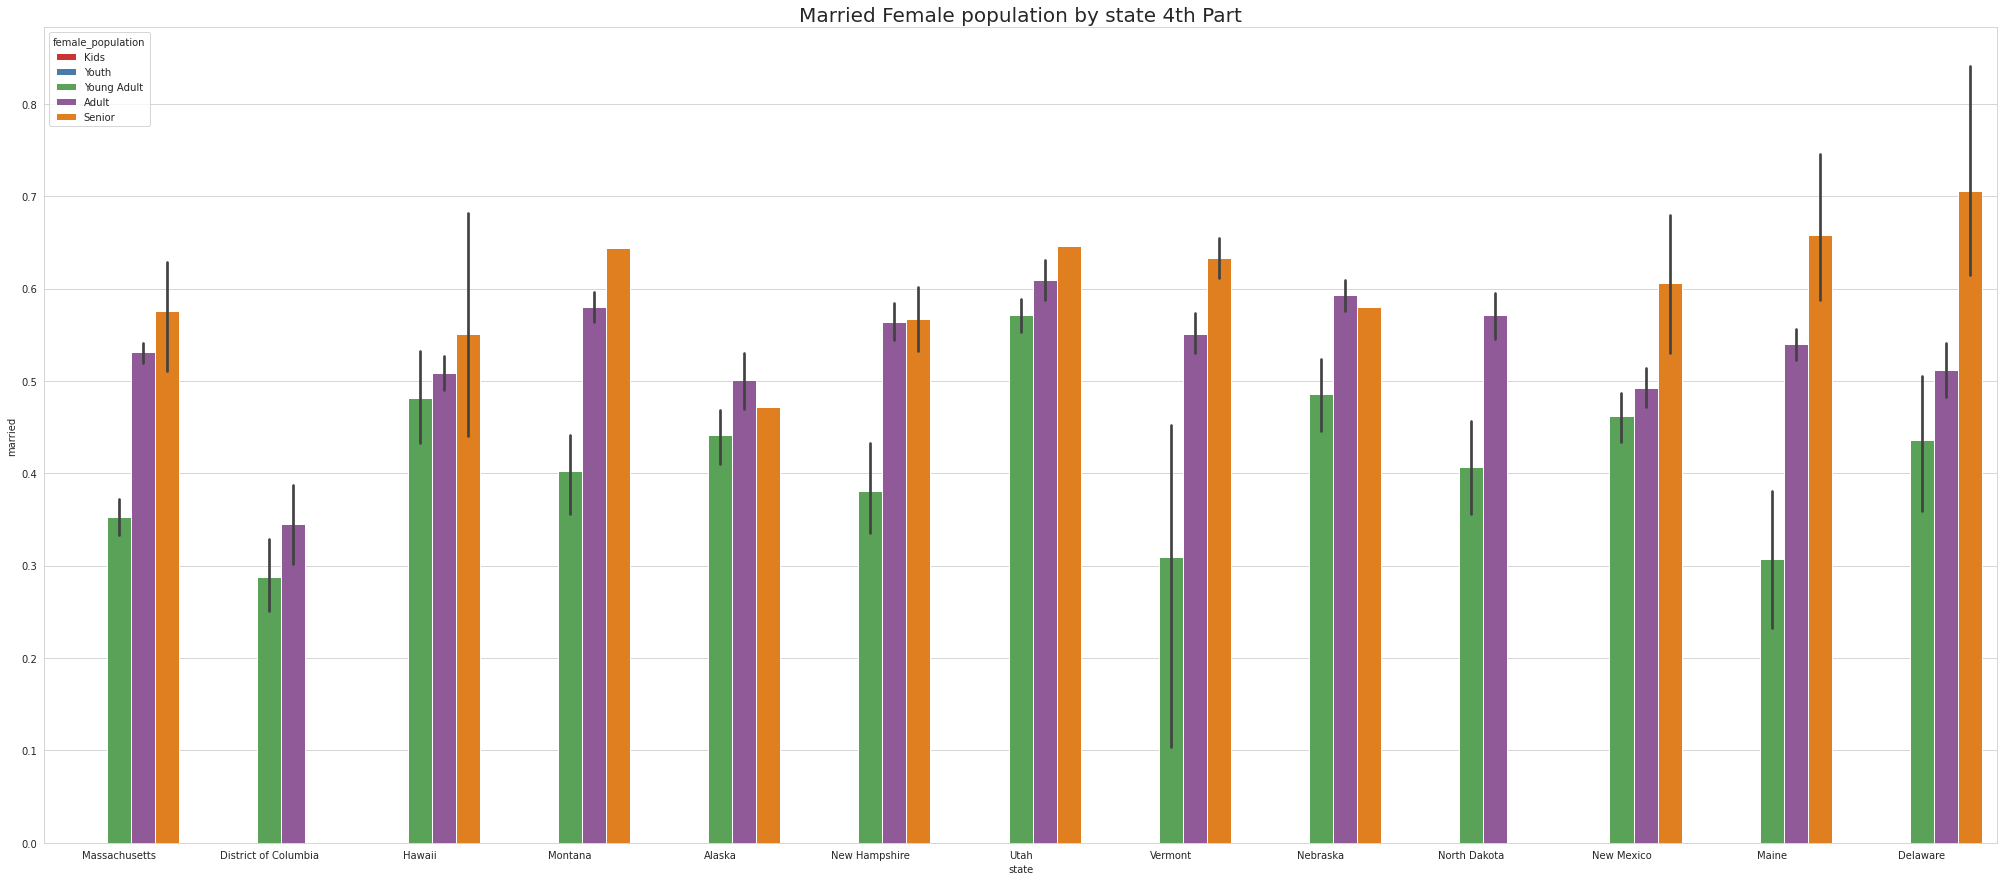 Married Female population by state 4th Part
female_population
Kids
Youth
Young Adult
Adult
Senior
married
0.8
0.7
0.6
0.5
0.4
0.3
0.2
0.1
0.0
Massachusetts
District of Columbia
Hawaii
Montana
Alaska
New Hampshire
Utah
Vermont
Nebraska
North Dakota
New Mexico
Maine
Delaware
state